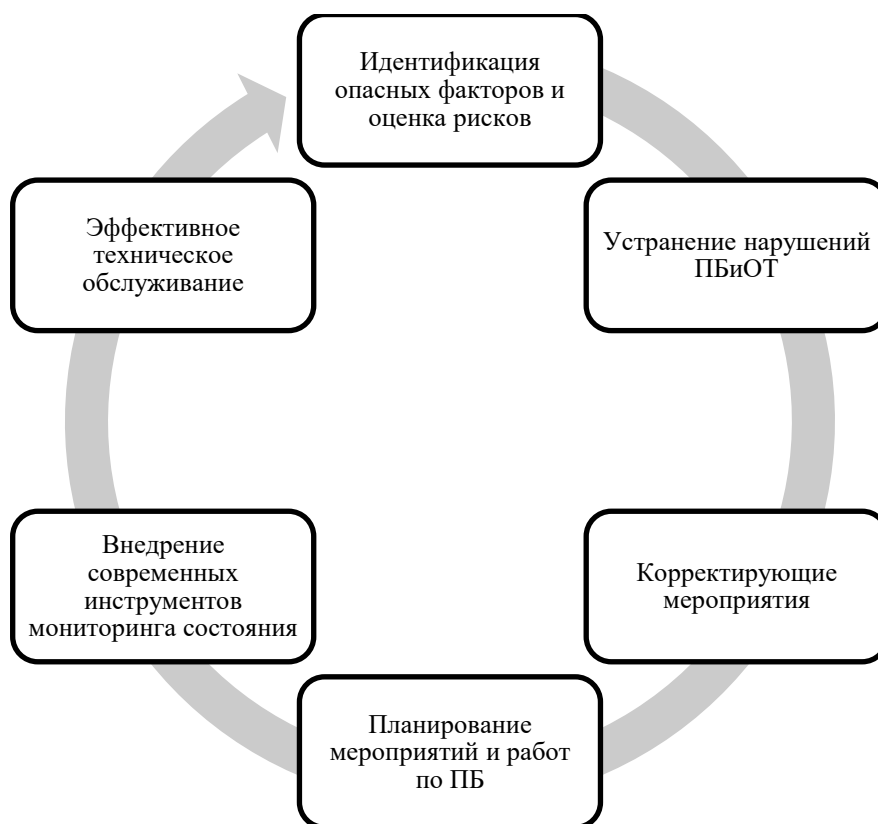 Идентификация
опасных факторов и
оценка рисков
Устранение нарушений
ПБиОТ
Корректирующие
мероприятия
Планирование
мероприятий и работ
по ПБ
Внедрение
современных
инструментов
мониторинга состояния
Эффективное
техническое
обслуживание